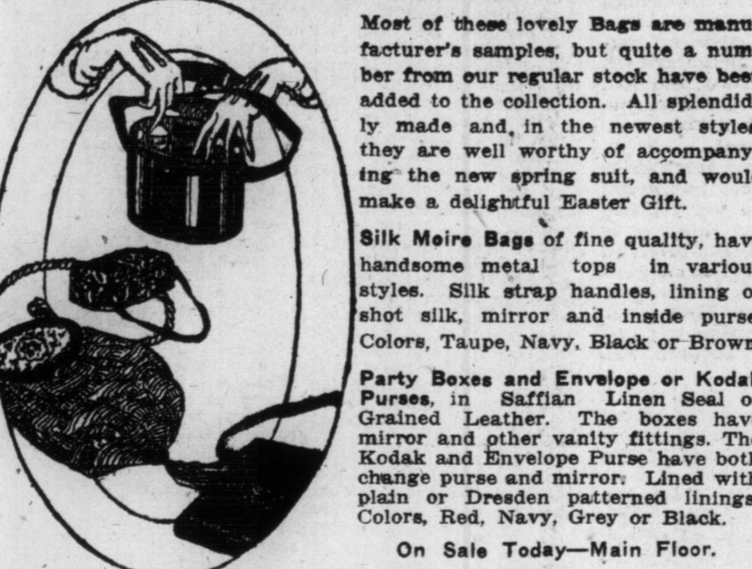 Most of these lovely Bags are manu
facturer's samples, but quite a num
ber from our regular stock have bee
added to the collection. All splendid
ly made and, in the newest styles
they are well worthy of accompany
ing the new spring suit, and woul
make a delightful Easter Gift.
Silk Moire Bags of fine quality, hav
handsome metal tops in variou
styles. Silk strap handles, lining o
shot silk, mirror and inside purse
Colors, Taupe, Navy, Black or Brown
Party Boxes and Envelope or Kodak
Purses, in Saffian Linen Seal o
Grained Leather. The boxes hav
mirror and other vanity fittings. The
Kodak and Envelope Purse have both
change purse and mirror. Lined with
plain or Dresden patterned linings
Colors, Red, Navy, Grey or Black.
On Sale Today—Main Floor.